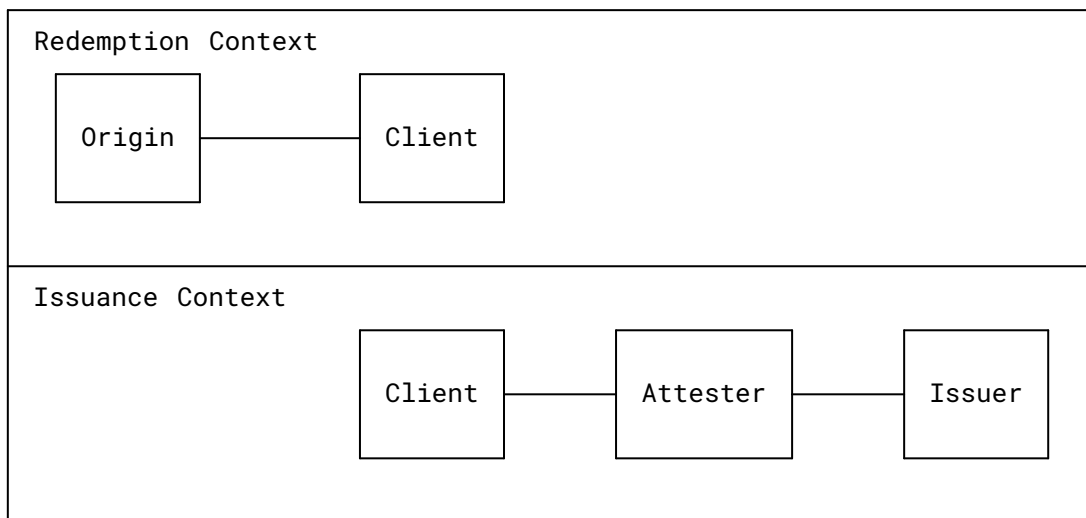 Redemption Context
Origin
Client
Issuance Context
Client
Attester
Issuer